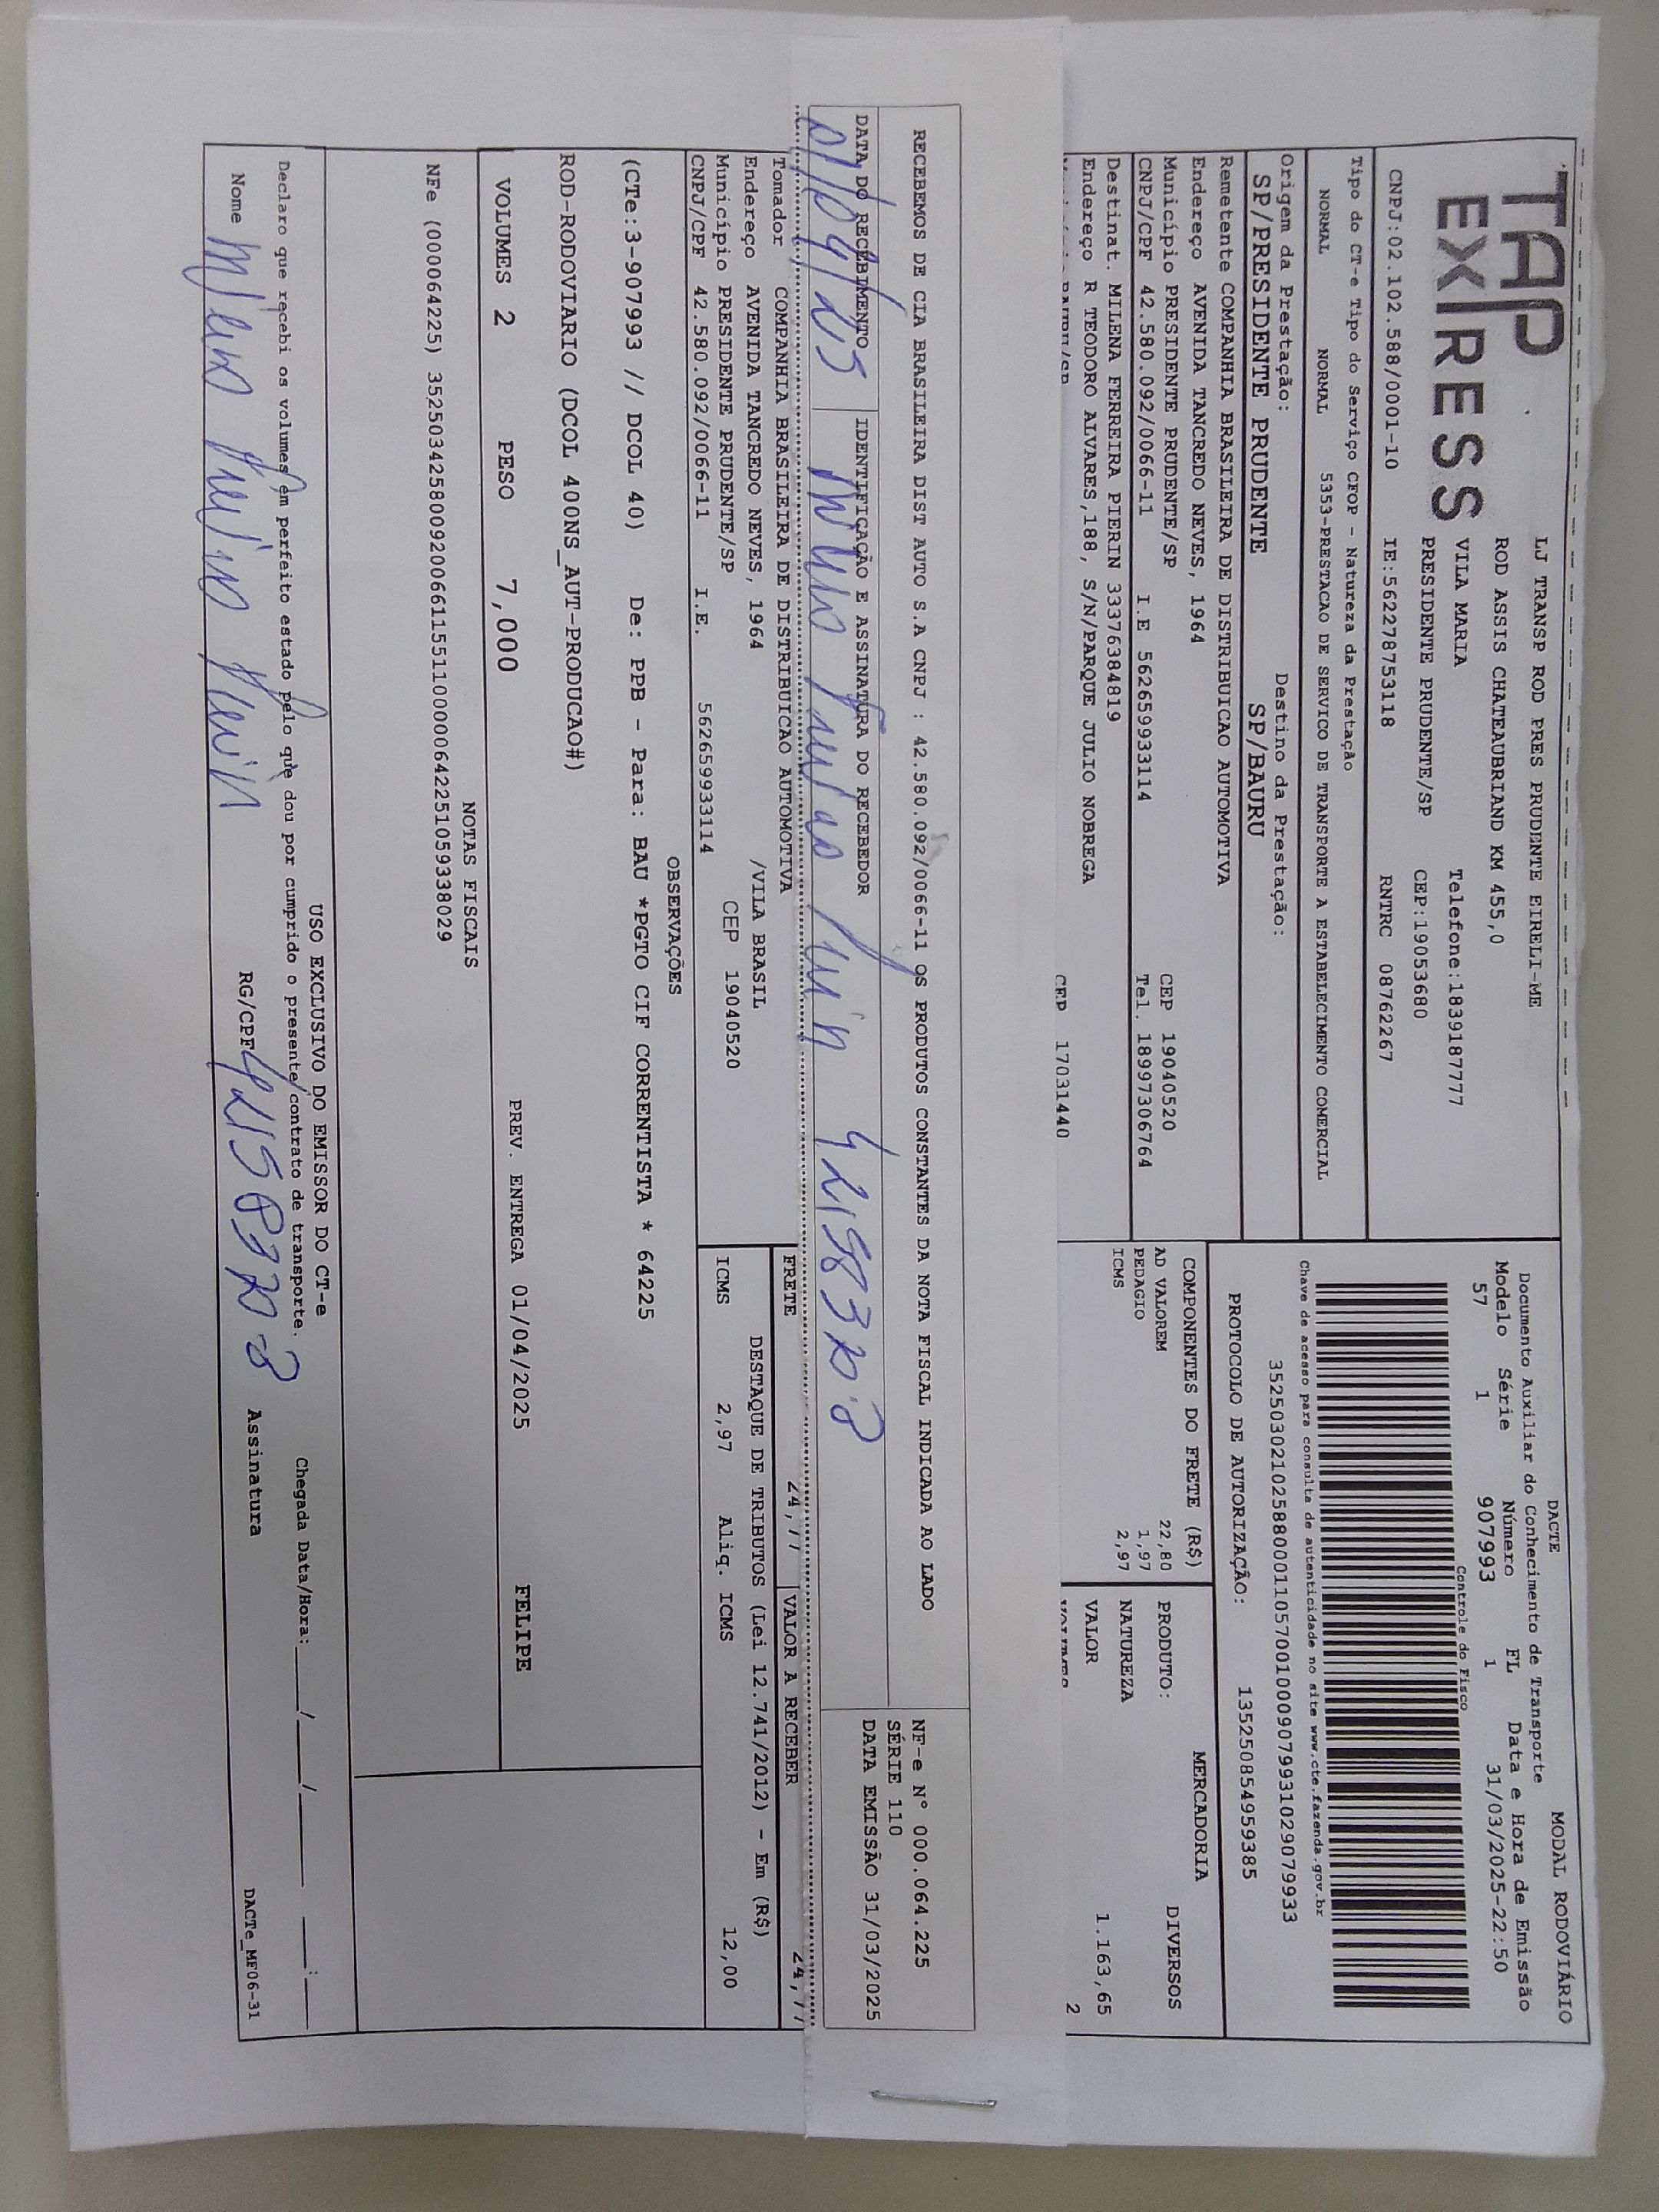 TAP
EXPRESS
LJ TRANSP ROD PRES PRUDENTE EIRELI-ME
ROD ASSIS CHATEAUBRIAND KM 455,0
VILA MARIA Telefone:1839187777
PRESIDENTE PRUDENTE/SP CEP:19053680
CNPJ:02.102.588/0001-10 IE:562278753118 RNTRC 08762267
DACTE MODAL RODOVIÁRIO
Documento Auxiliar do Conhecimento de Transporte
Modelo Série Número FL Data e Hora de Emissão
57 1 907993 1 31/03/2025-22:50
Controle do Fisco
Tipo do CT-e Tipo do Serviço CFOP - Natureza da Prestação
NORMAL NORMAL 5353-PRESTACAO DE SERVICO DE TRANSPORTE A ESTABELECIMENTO COMERCIAL
Chave de acesso para consulta de autenticidade no site www.cte.fazenda.gov.br
35250302102588000110570010009079931029079933
Origem da Prestação: Destino da Prestação:
SP/PRESIDENTE PRUDENTE SP/BAURU
PROTOCOLO DE AUTORIZAÇÃO: 135250854959385
Remetente COMPANHIA BRASILEIRA DE DISTRIBUICAO AUTOMOTIVA
Endereço AVENIDA TANCREDO NEVES, 1964
Município PRESIDENTE PRUDENTE/SP CEP 19040520
CNPJ/CPF 42.580.092/0066-11 I.E 562659933114 Tel. 18997306764
Destinat. MILENA FERREIRA PIERIN 33376384819
Endereço R TEODORO ALVARES,188, S/N/PARQUE JULIO NOBREGA
CEP 17031440
COMPONENTES DO FRETE (R$)
AD VALOREM 22,80
PEDAGIO 1,97
ICMS 2,97
MERCADORIA
PRODUTO: DIVERSOS
NATUREZA
VALOR 1.163,65
2
RECEBEMOS DE CIA BRASILEIRA DIST AUTO S.A CNPJ : 42.580.092/0066-11 OS PRODUTOS CONSTANTES DA NOTA FISCAL INDICADA AO LADO
NF-e N° 000.064.225
SÉRIE 110
DATA EMISSÃO 31/03/2025
DATA DO RECEBIMENTO IDENTIFICAÇÃO E ASSINATURA DO RECEBEDOR
01/04/25
Tomador COMPANHIA BRASILEIRA DE DISTRIBUICAO AUTOMOTIVA
Endereço AVENIDA TANCREDO NEVES, 1964 /VILA BRASIL
Município PRESIDENTE PRUDENTE/SP CEP 19040520
CNPJ/CPF 42.580.092/0066-11 I.E. 562659933114
FRETE VALOR A RECEBER
DESTAQUE DE TRIBUTOS (Lei 12.741/2012) - Em (R$)
ICMS 2,97 Aliq. ICMS 12,00
OBSERVAÇÕES
(CTe:3-907993 // DCOL 40) De: PPB - Para: BAU *PGTO CIF CORRENTISTA * 64225
ROD-RODOVIARIO (DCOL 400NS_AUT-PRODUCAO#)
VOLUMES 2 PESO 7,000 PREV. ENTREGA 01/04/2025 FELIPE
NOTAS FISCAIS
NFe (000064225) 35250342580092006611551100000642251059338029
USO EXCLUSIVO DO EMISSOR DO CT-e
Declaro que recebi os volumes em perfeito estado pelo que dou por cumprido o presente contrato de transporte. Chegada Data/Hora:____/____/____ ____:____
Nome RG/CPF Assinatura DACTe_MF06-31